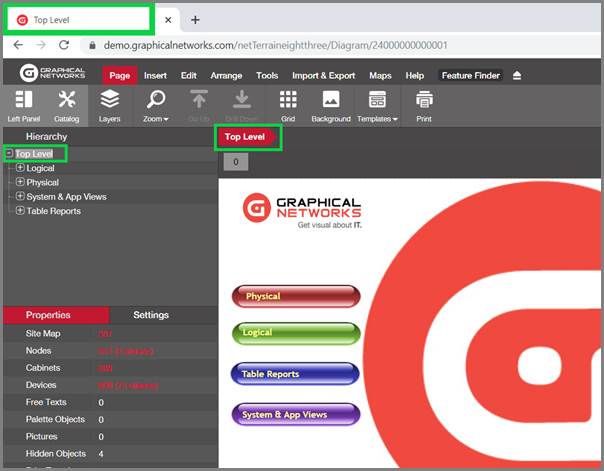 Top Level
demo.graphicalnetworks.com/netTerraineightthree/Diagram/24000000000001
GRAPHICAL NETWORKS Page Insert Edit Arrange Tools Import & Export Maps Help Feature Finder
Left Panel Catalog Layers Zoom Go Up Drill Down Grid Background Templates Print
Hierarchy
Top Level
Top Level
Logical
0
Physical
System & App Views
Table Reports
GRAPHICAL
NETWORKS
Get visual about IT.
Physical
Logical
Table Reports
System & App Views
Properties Settings
Site Map
Nodes
Cabinets
Devices
Free Texts 0
Palette Objects 0
Pictures 0
Hidden Objects 4